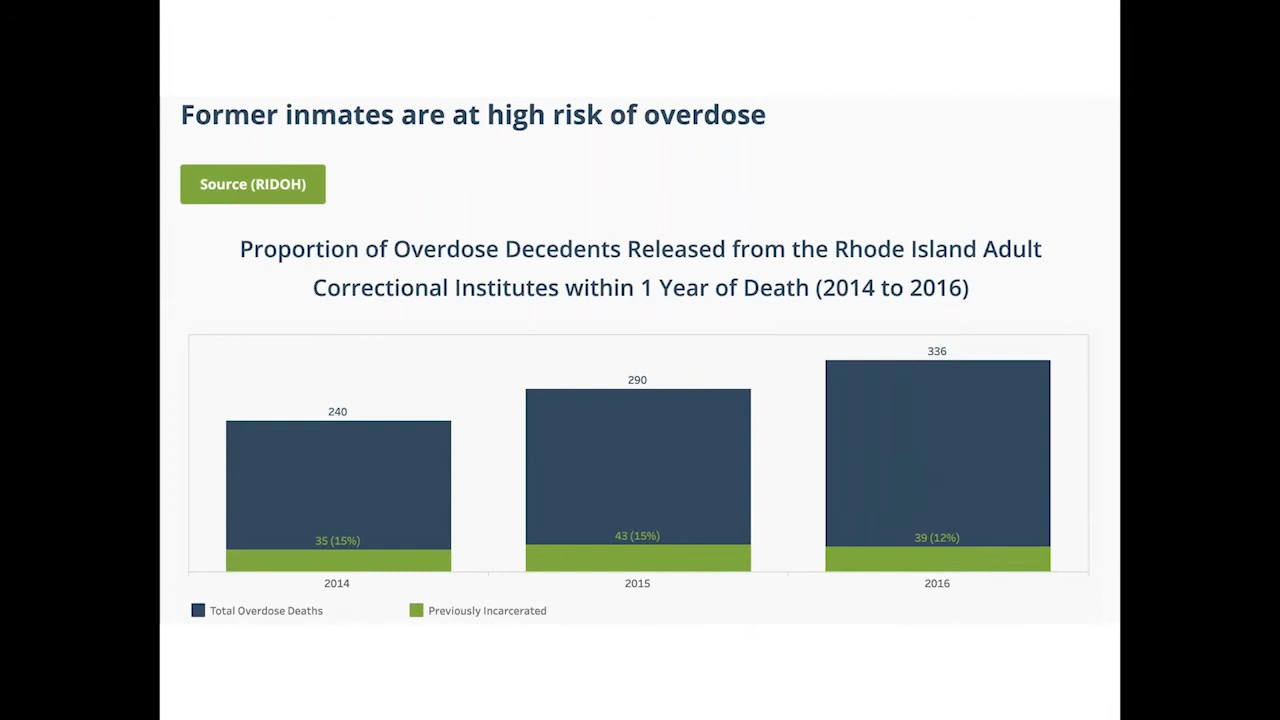 Former inmates are at high risk of overdose
Source (RIDOH)
Proportion of Overdose Decedents Released from the Rhode Island Adult
Correctional Institutes within 1 Year of Death (2014 to 2016)
240
290
336
35 (15%)
43 (15%)
39 (12%)
2014
2015
2016
Total Overdose Deaths
Previously Incarcerated